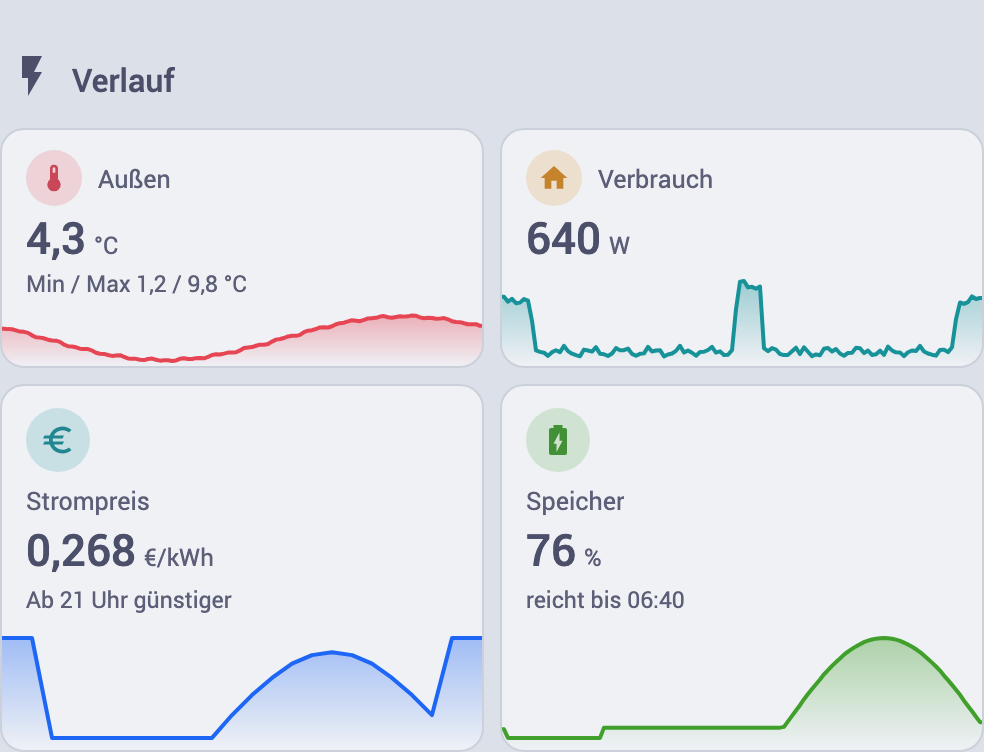 Verlauf
Außen
4,3 °C
Min / Max 1,2 / 9,8 °C
Verbrauch
640 W
Strompreis
0,268 €/kWh
Ab 21 Uhr günstiger
Speicher
76 %
reicht bis 06:40